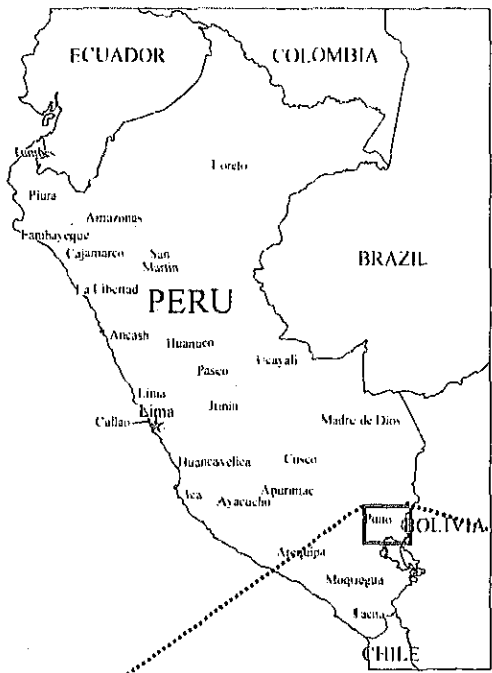 ECUADOR
COLOMBIA
Tumbes
Loreto
Piura
Amazonas
Lambayeque
Cajamarco
San
Martin
BRAZIL
La Libertad
PERU
Ancash
Huanuco
Ucayali
Pasco
Lima
Lima
Junin
Callao
Madre de Dios
Huancavelica
Cusco
Ica
Ayacucho
Apurimac
Puno
BOLIVIA
Arequipa
Moquegua
Tacna
CHILE